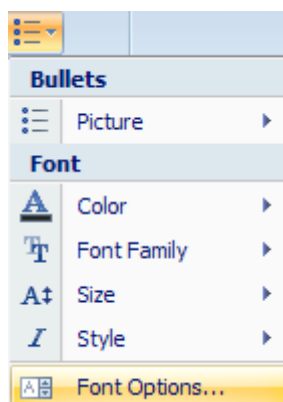 Bullets
Picture
Font
Color
Font Family
Size
Style
Font Options...